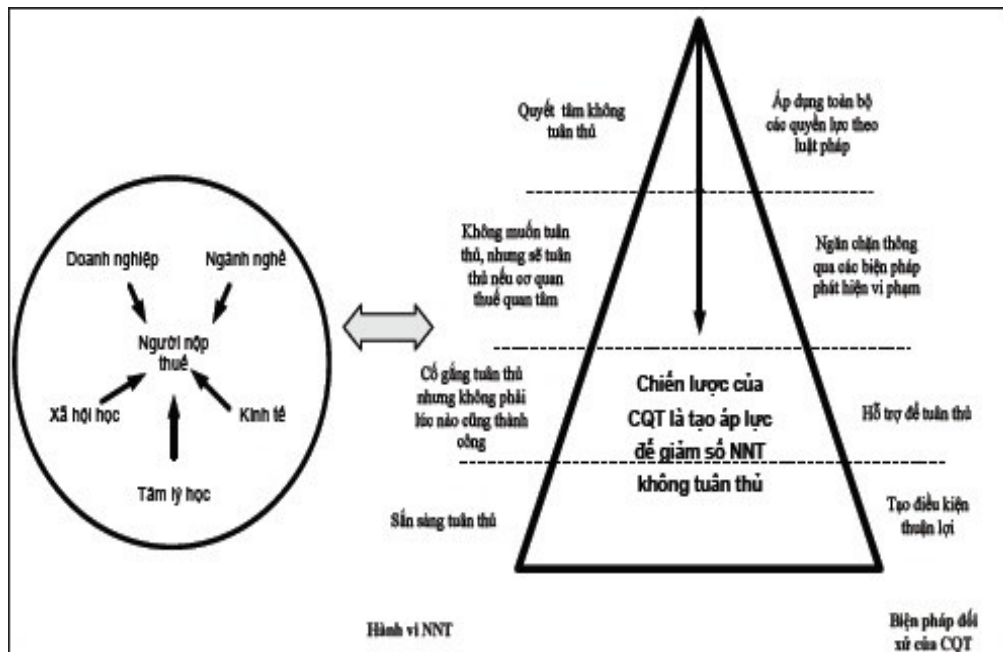 Doanh nghiệp
Ngành nghề
Người nộp
thuế
Xã hội học
Kinh tế
Tâm lý học
Quyết tâm không
tuân thủ
Không muốn tuân
thủ, nhưng sẽ tuân
thủ nếu cơ quan
thuế quan tâm
Cố gắng tuân thủ
nhưng không phải
lúc nào cũng thành
công
Sẵn sàng tuân thủ
Hành vi NNT
Chiến lược của
CQT là tạo áp lực
để giảm số NNT
không tuân thủ
Áp dụng toàn bộ
các quyền lực theo
luật pháp
Ngăn chặn thông
qua các biện pháp
phát hiện vi phạm
Hỗ trợ để tuân thủ
Tạo điều kiện
thuận lợi
Biện pháp đối
xử của CQT